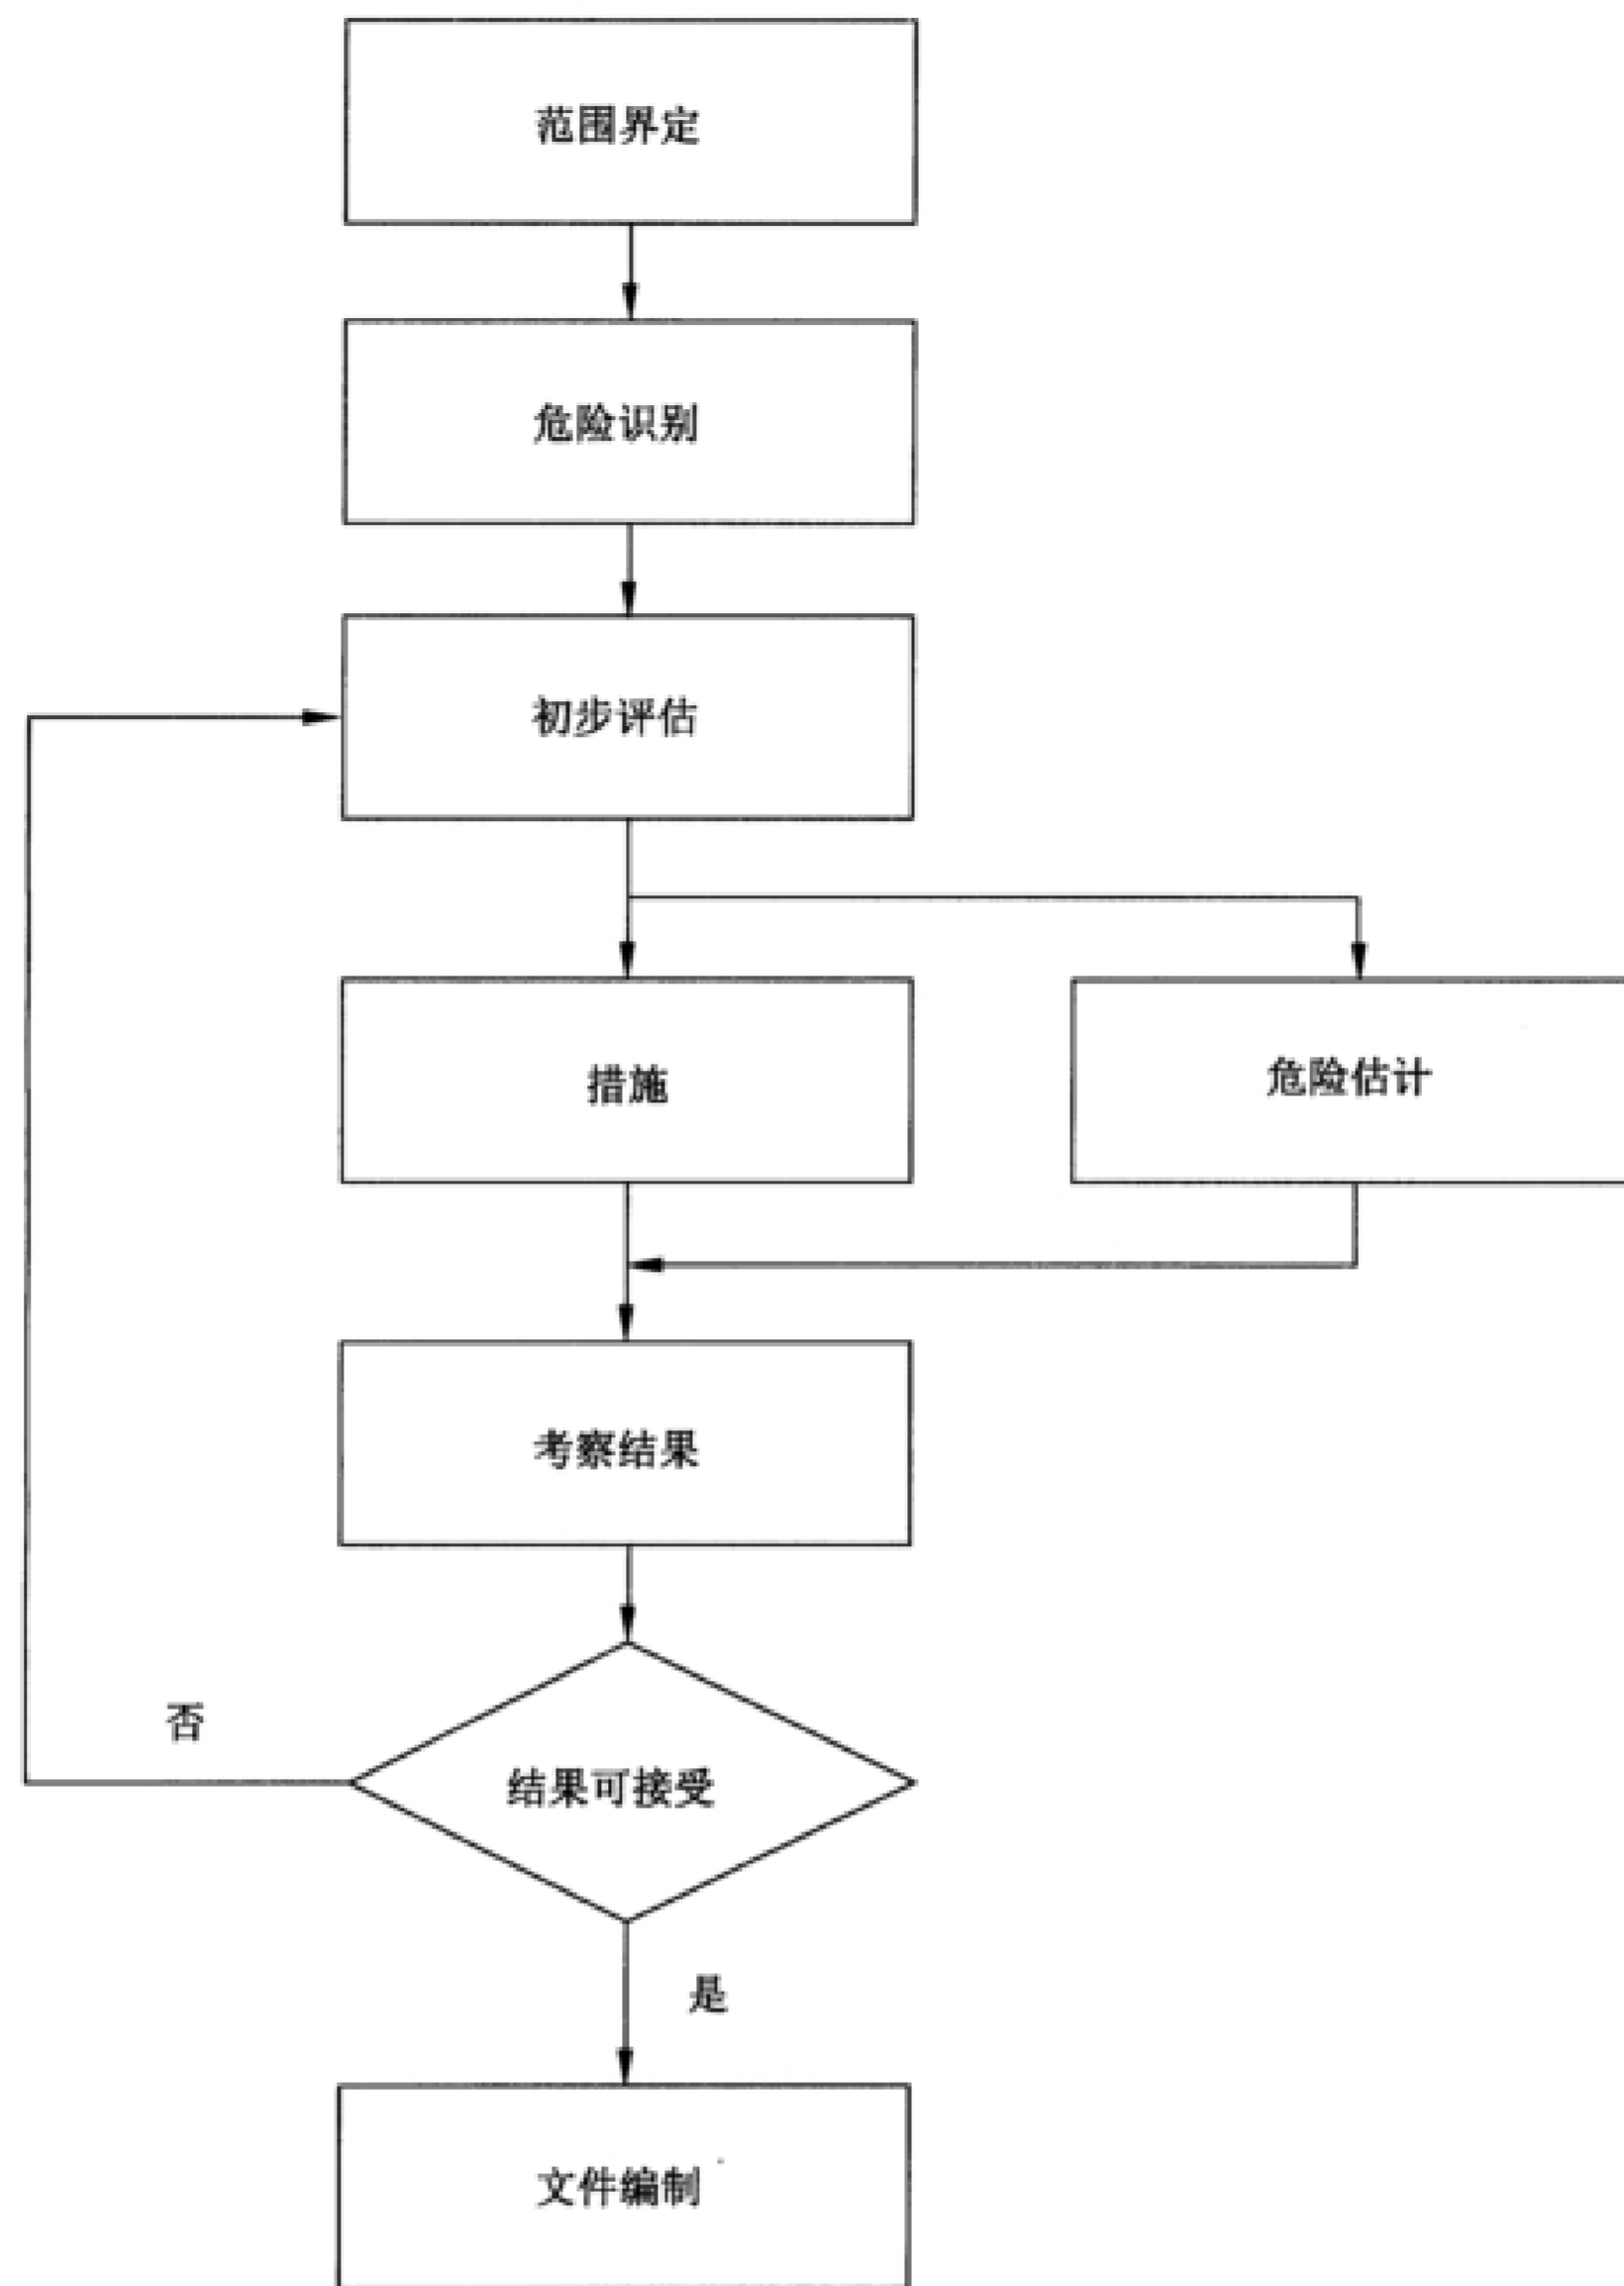 范围界定
危险识别
初步评估
措施
危险估计
考察结果
否
结果可接受
是
文件编制